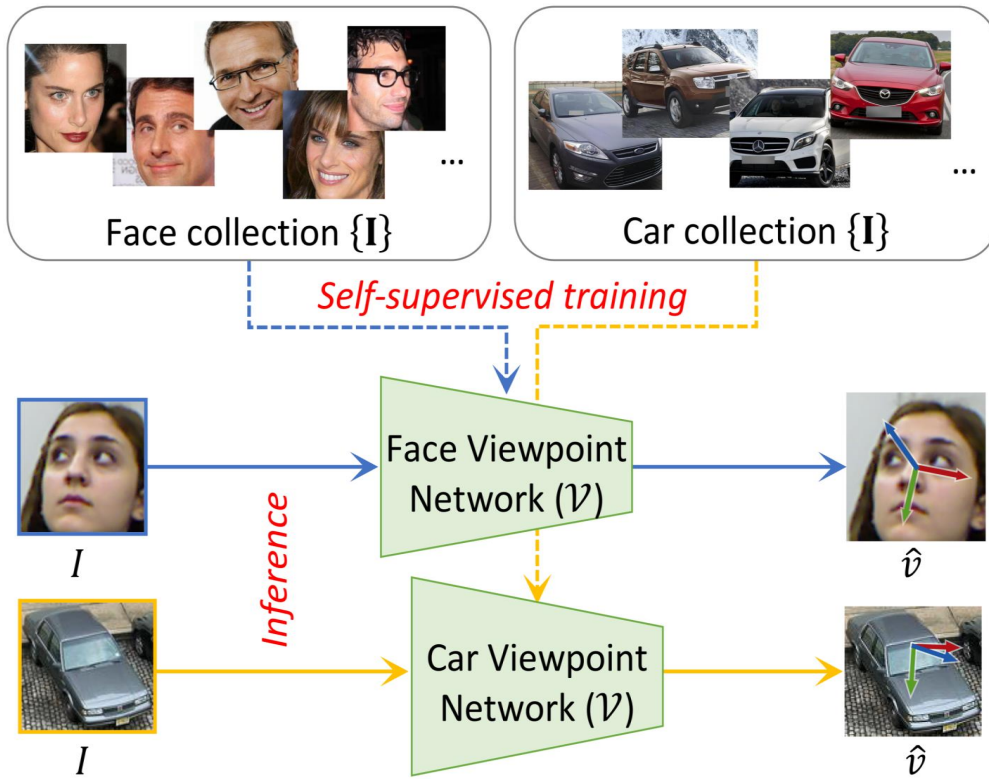 ...
...
Face collection {I}
Car collection {I}
Self-supervised training
Face Viewpoint
Network (𝒱)
I
v̂
Inference
Car Viewpoint
Network (𝒱)
I
v̂